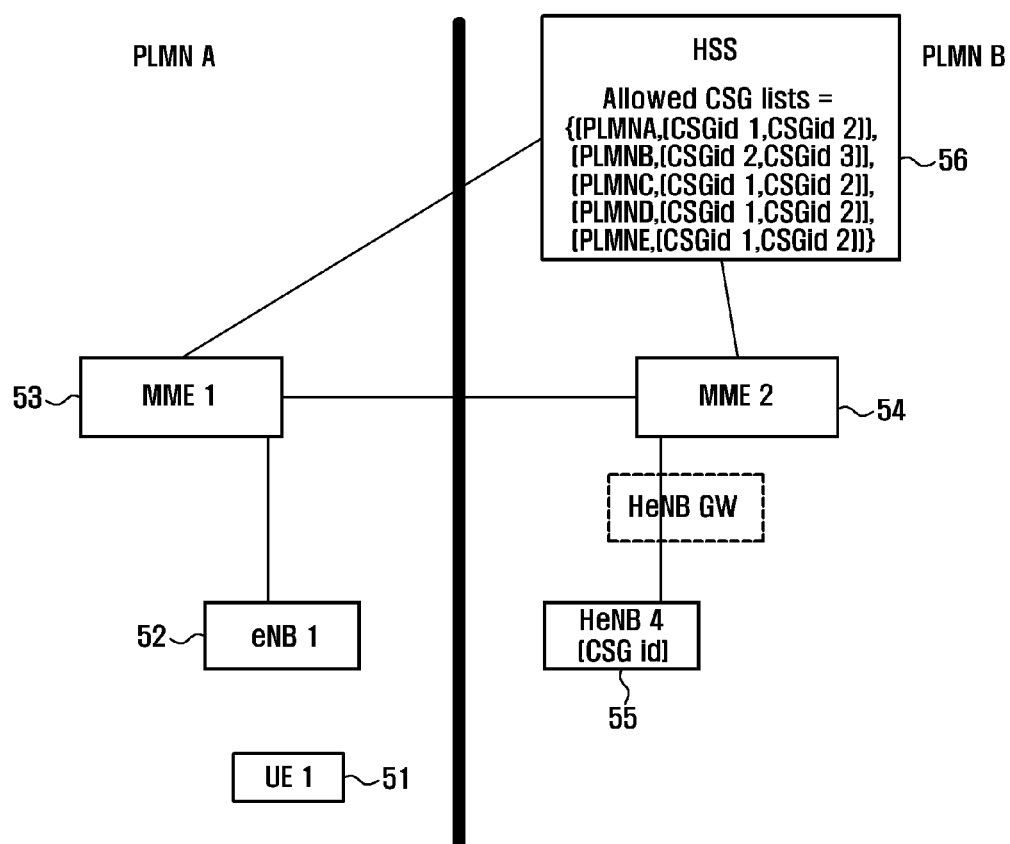 PLMN A
HSS
PLMN B
Allowed CSG lists =
{[PLMNA,[CSGid 1,CSGid 2]],
[PLMNB,[CSGid 2,CSGid 3]],
[PLMNC,[CSGid 1,CSGid 2]],
[PLMND,[CSGid 1,CSGid 2]],
[PLMNE,[CSGid 1,CSGid 2]]}
56
53
MME 1
MME 2
54
HeNB GW
52
eNB 1
HeNB 4
[CSG id]
55
UE 1
51